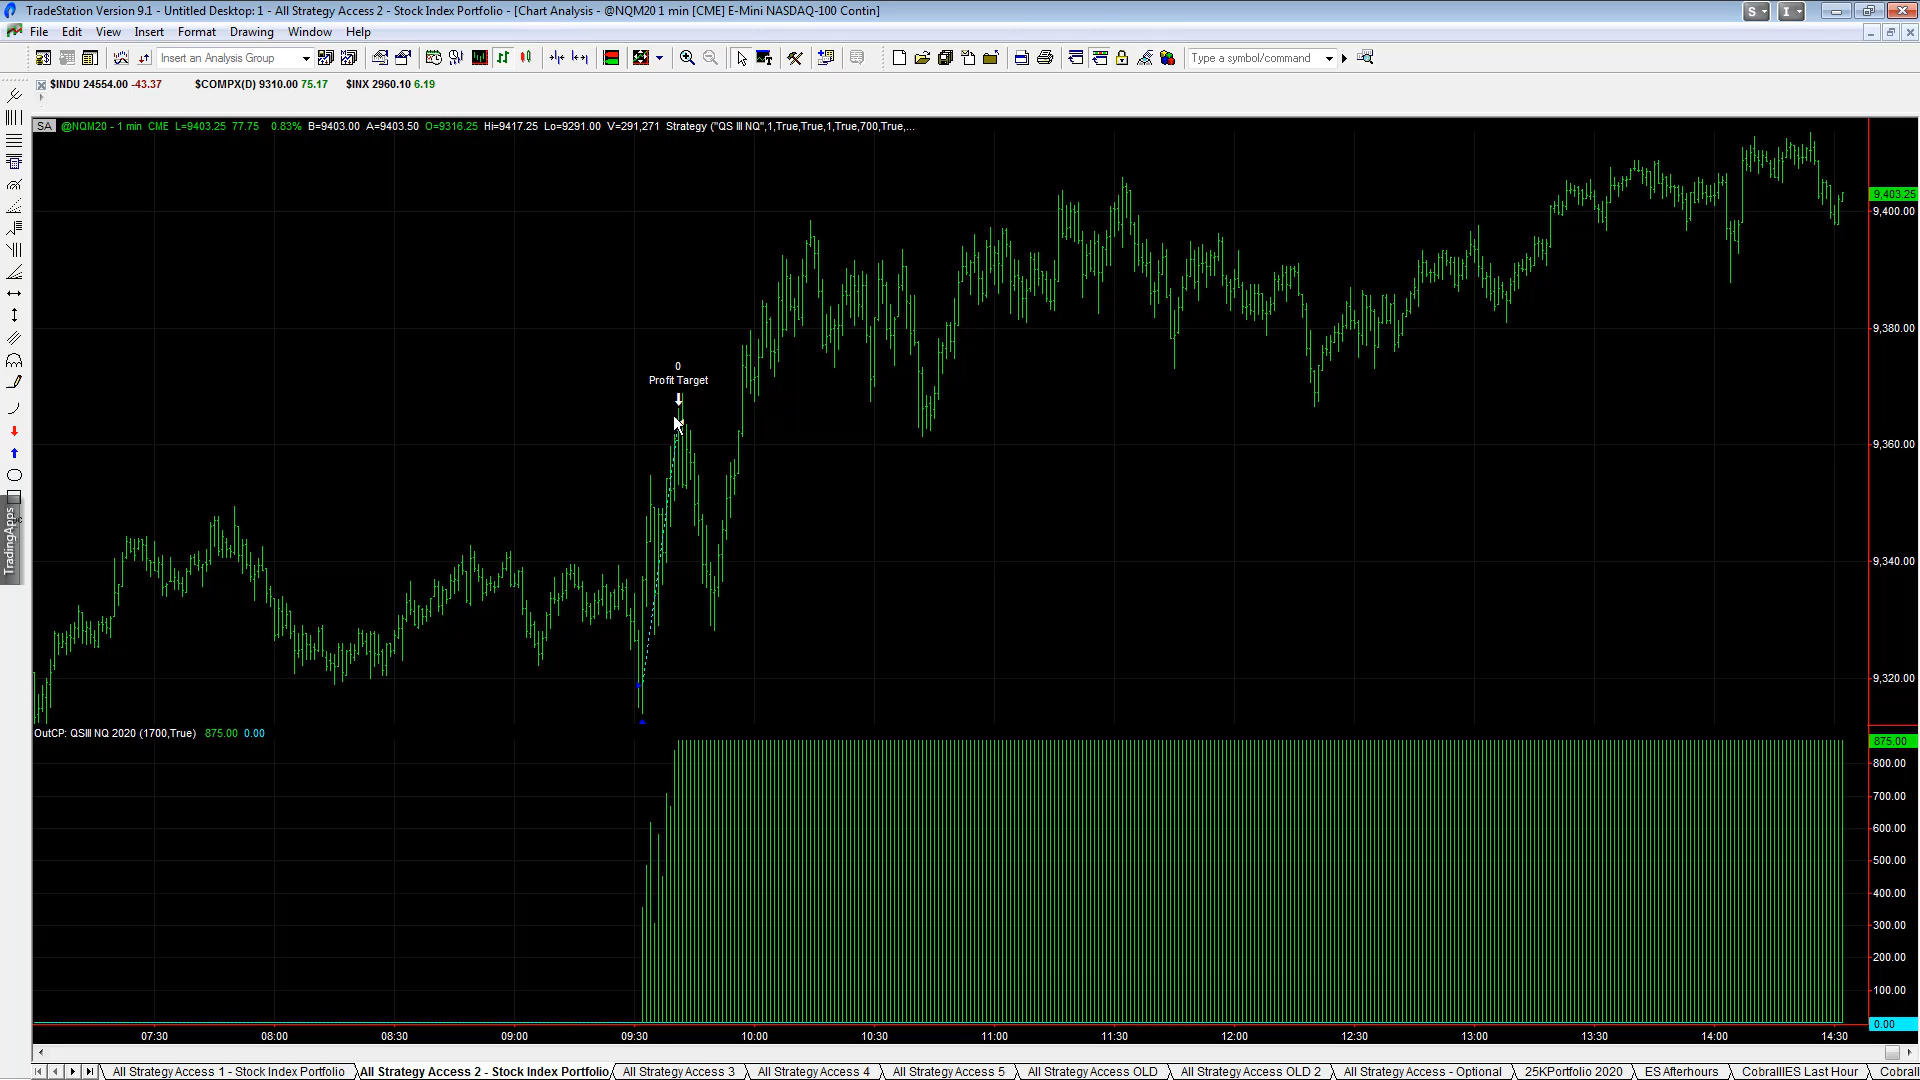 TradeStation Version 9.1 - Untitled Desktop: 1 - All Strategy Access 2 - Stock Index Portfolio - [Chart Analysis - @NQM20 1 min [CME] E-Mini NASDAQ-100 Contin]
S
I
File Edit View Insert Format Drawing Window Help
Insert an Analysis Group
Type a symbol/command
$INDU 24554.00 -43.37 $COMPX(D) 9310.00 75.17 $INX 2960.10 6.19
SA @NQM20 - 1 min CME L=9403.25 77.75 0.83% B=9403.00 A=9403.50 O=9316.25 Hi=9417.25 Lo=9291.00 V=291,271 Strategy ("QS III NQ",1,True,True,1,True,700,True,...
9,403.25
9,400.00
9,380.00
0
Profit Target
9,360.00
TradingApps
9,340.00
9,320.00
OutCP: QSIII NQ 2020 (1700,True) 875.00 0.00
875.00
800.00
700.00
600.00
500.00
400.00
300.00
200.00
100.00
0.00
07:30 08:00 08:30 09:00 09:30 10:00 10:30 11:00 11:30 12:00 12:30 13:00 13:30 14:00 14:30
All Strategy Access 1 - Stock Index Portfolio All Strategy Access 2 - Stock Index Portfolio All Strategy Access 3 All Strategy Access 4 All Strategy Access 5 All Strategy Access OLD All Strategy Access OLD 2 All Strategy Access - Optional 25KPortfolio 2020 ES Afterhours CobraIIIES Last Hour CobraII